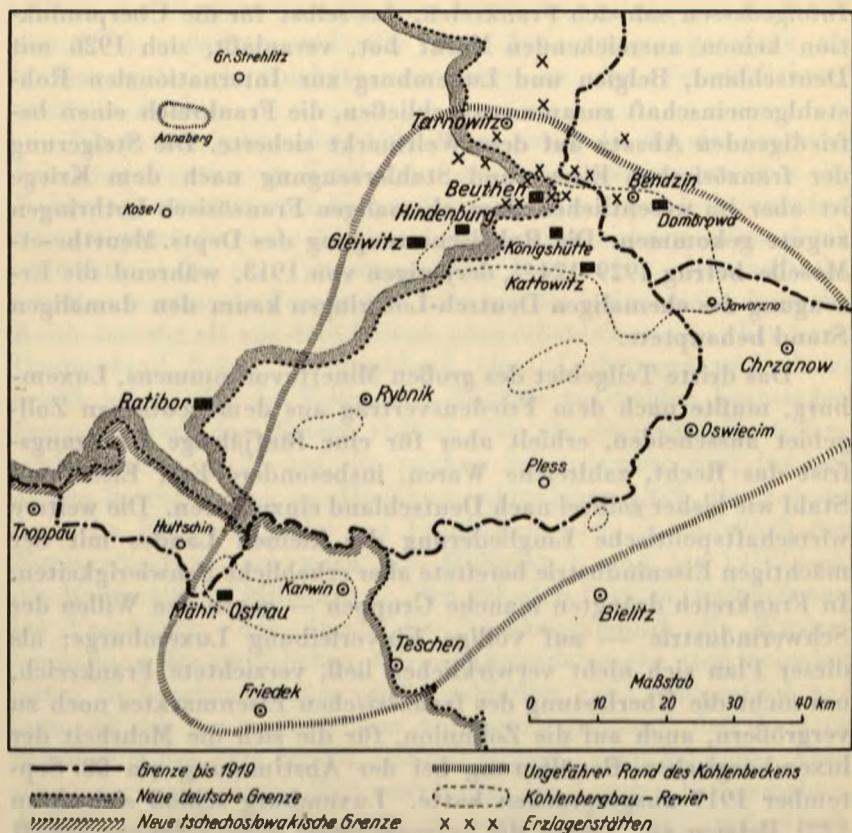 Gr. Strehlitz
Annaberg
Tarnowitz
Kosel
Beuthen
Bendzin
Hindenburg
Dombrowa
Gleiwitz
Königshütte
Kattowitz
Jaworzno
Chrzanow
Ratibor
Rybnik
Oswiecim
Pless
Troppau
Hultschin
Karwin
Mähr. Ostrau
Bielitz
Teschen
Friedek
Maßstab
0 10 20 30 40 km
Grenze bis 1919
Neue deutsche Grenze
Neue tschechoslowakische Grenze
Ungefährer Rand des Kohlenbeckens
Kohlenbergbau-Revier
x x x Erzlagerstätten